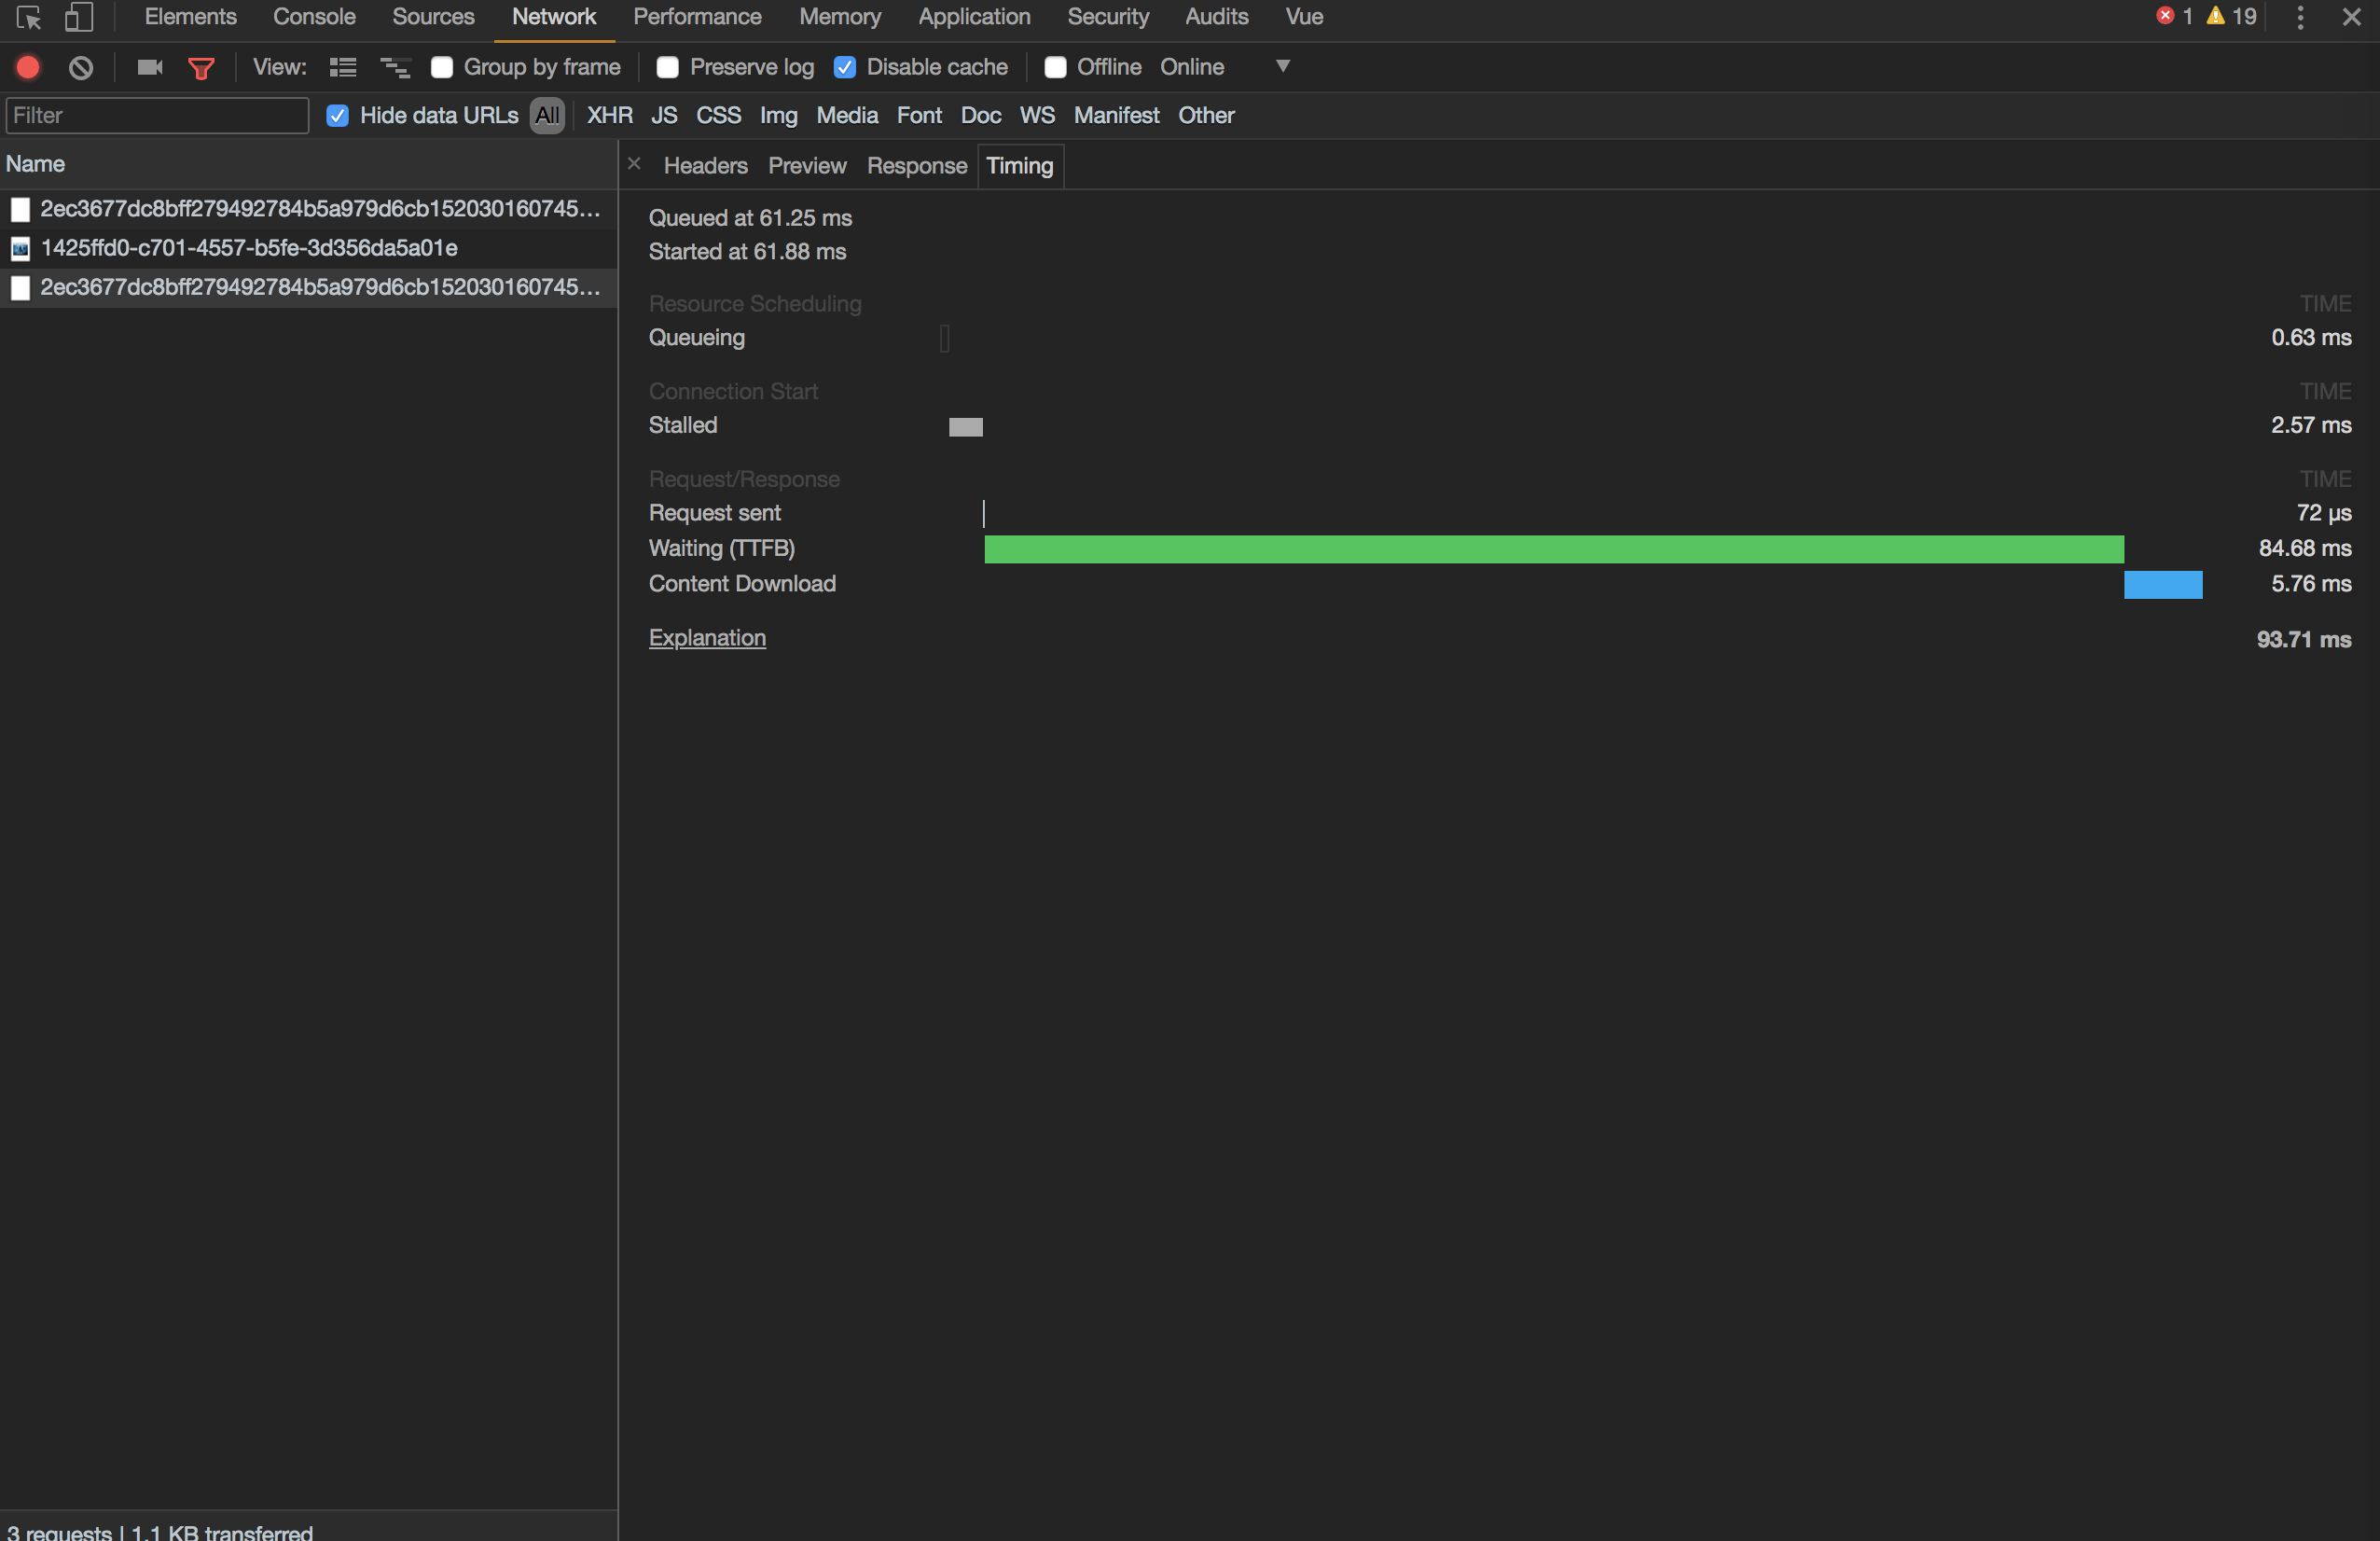 Elements Console Sources Network Performance Memory Application Security Audits Vue 1 19
View: Group by frame Preserve log Disable cache Offline Online
Filter Hide data URLs All XHR JS CSS Img Media Font Doc WS Manifest Other
Name
2ec3677dc8bff279492784b5a979d6cb152030160745...
1425ffd0-c701-4557-b5fe-3d356da5a01e
2ec3677dc8bff279492784b5a979d6cb152030160745...
3 requests | 1.1 KB transferred
Headers Preview Response Timing
Queued at 61.25 ms
Started at 61.88 ms
Resource Scheduling TIME
Queueing 0.63 ms
Connection Start TIME
Stalled 2.57 ms
Request/Response TIME
Request sent 72 µs
Waiting (TTFB) 84.68 ms
Content Download 5.76 ms
Explanation 93.71 ms